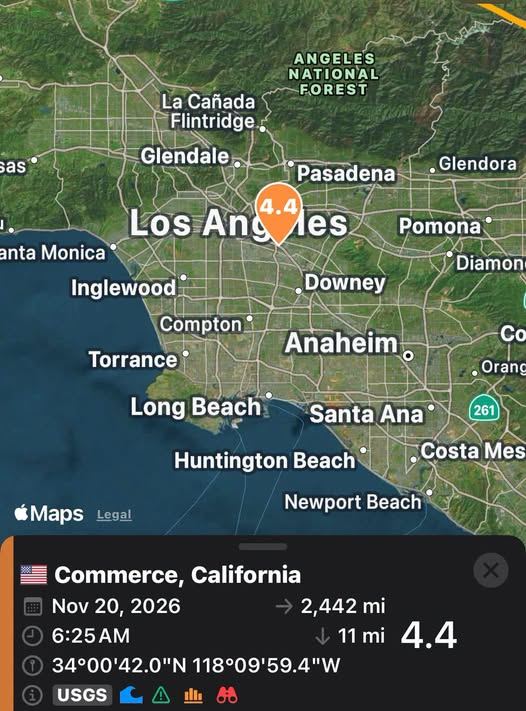 ANGELES
NATIONAL
FOREST
La Cañada
Flintridge
Glendale
Pasadena
Glendora
sas
4.4
Los Angeles
Pomona
anta Monica
Diamon
Inglewood
Downey
Compton
Anaheim
Co
Torrance
Orang
Long Beach
Santa Ana
261
Huntington Beach
Costa Mes
Newport Beach
Maps Legal
Commerce, California
Nov 20, 2026 → 2,442 mi
6:25 AM ↓ 11 mi 4.4
34°00'42.0"N 118°09'59.4"W
USGS